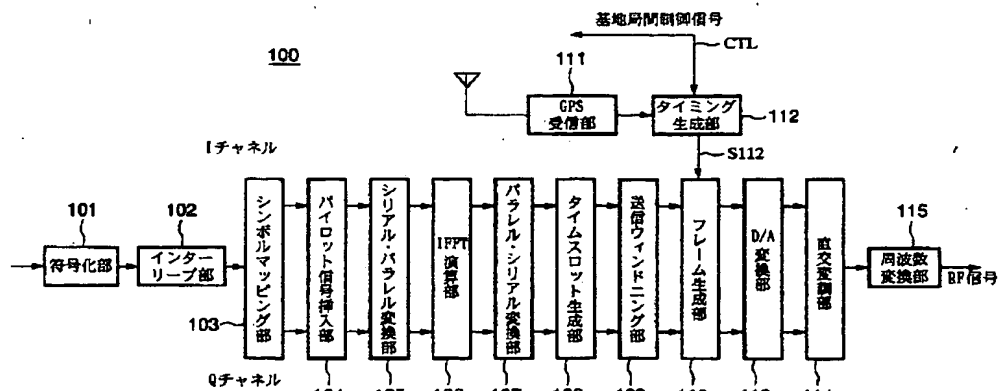 基地局間制御信号
CTL
100
111
GPS
受信部
タイミング
生成部
112
S112
Iチャネル
101
符号化部
102
インター
リーブ部
103
シンボルマッピング部
パイロット信号挿入部
シリアル・パラレル変換部
IFFT
演算部
パラレル・シリアル変換部
タイムスロット生成部
送信ウィンドニング部
フレーム生成部
D/A
変換部
直交変調部
115
周波数
変換部
RF信号
Qチャネル